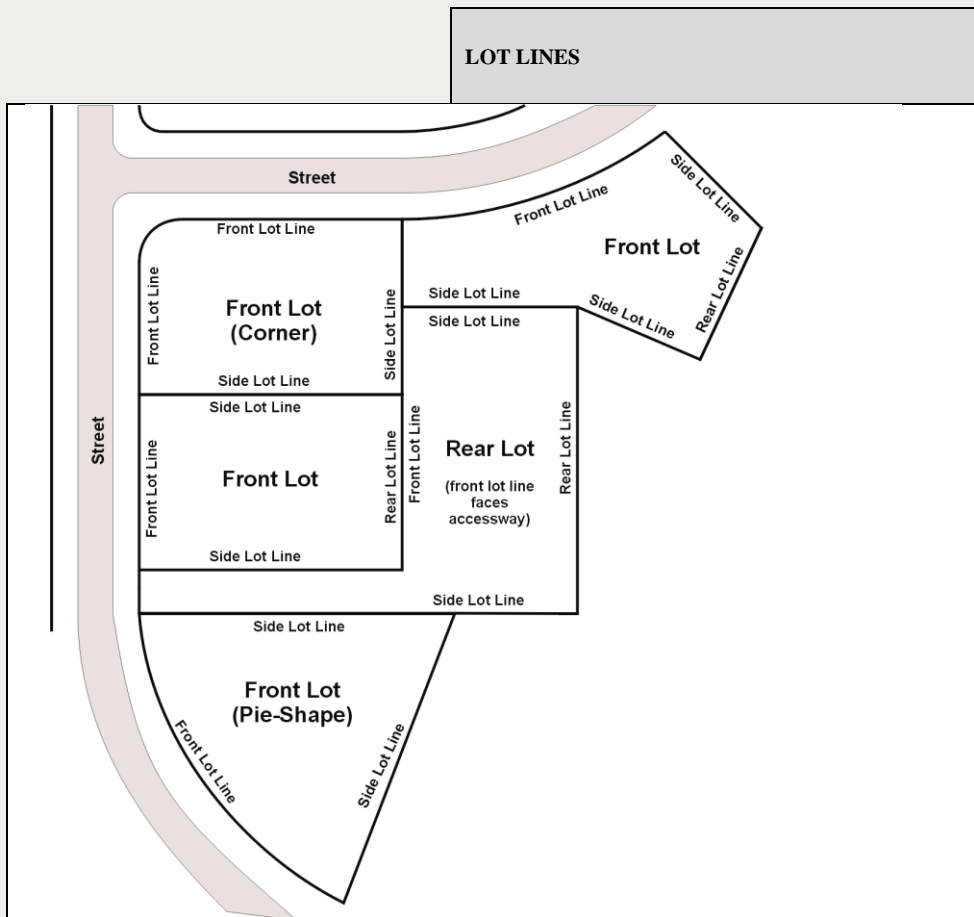 LOT LINES
Street
Side Lot Line
Front Lot Line
Front Lot Line
Front Lot
Rear Lot Line
Side Lot Line
Front Lot Line
Front Lot
(Corner)
Side Lot Line
Side Lot Line
Side Lot Line
Side Lot Line
Side Lot Line
Street
Front Lot Line
Front Lot
Rear Lot Line
Side Lot Line
Front Lot Line
Rear Lot
(front lot line
faces
accessway)
Rear Lot Line
Side Lot Line
Side Lot Line
Front Lot
(Pie-Shape)
Front Lot Line
Side Lot Line